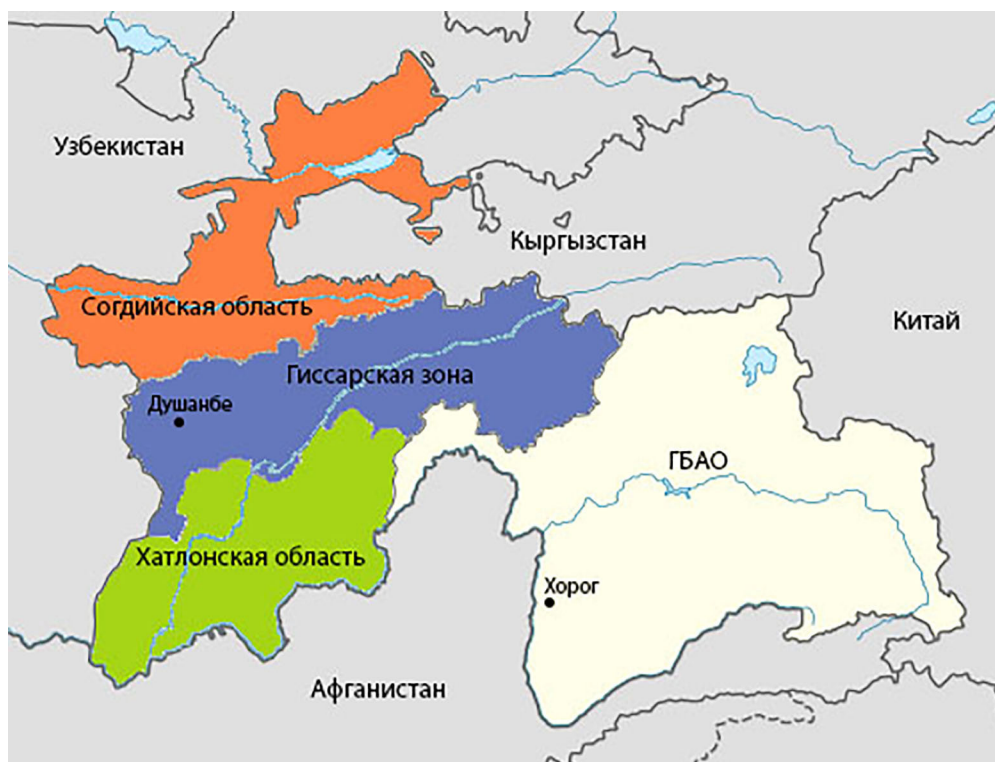 Узбекистан
Кыргызстан
Согдийская область
Китай
Гиссарская зона
Душанбе
ГБАО
Хатлонская область
Хорог
Афганистан